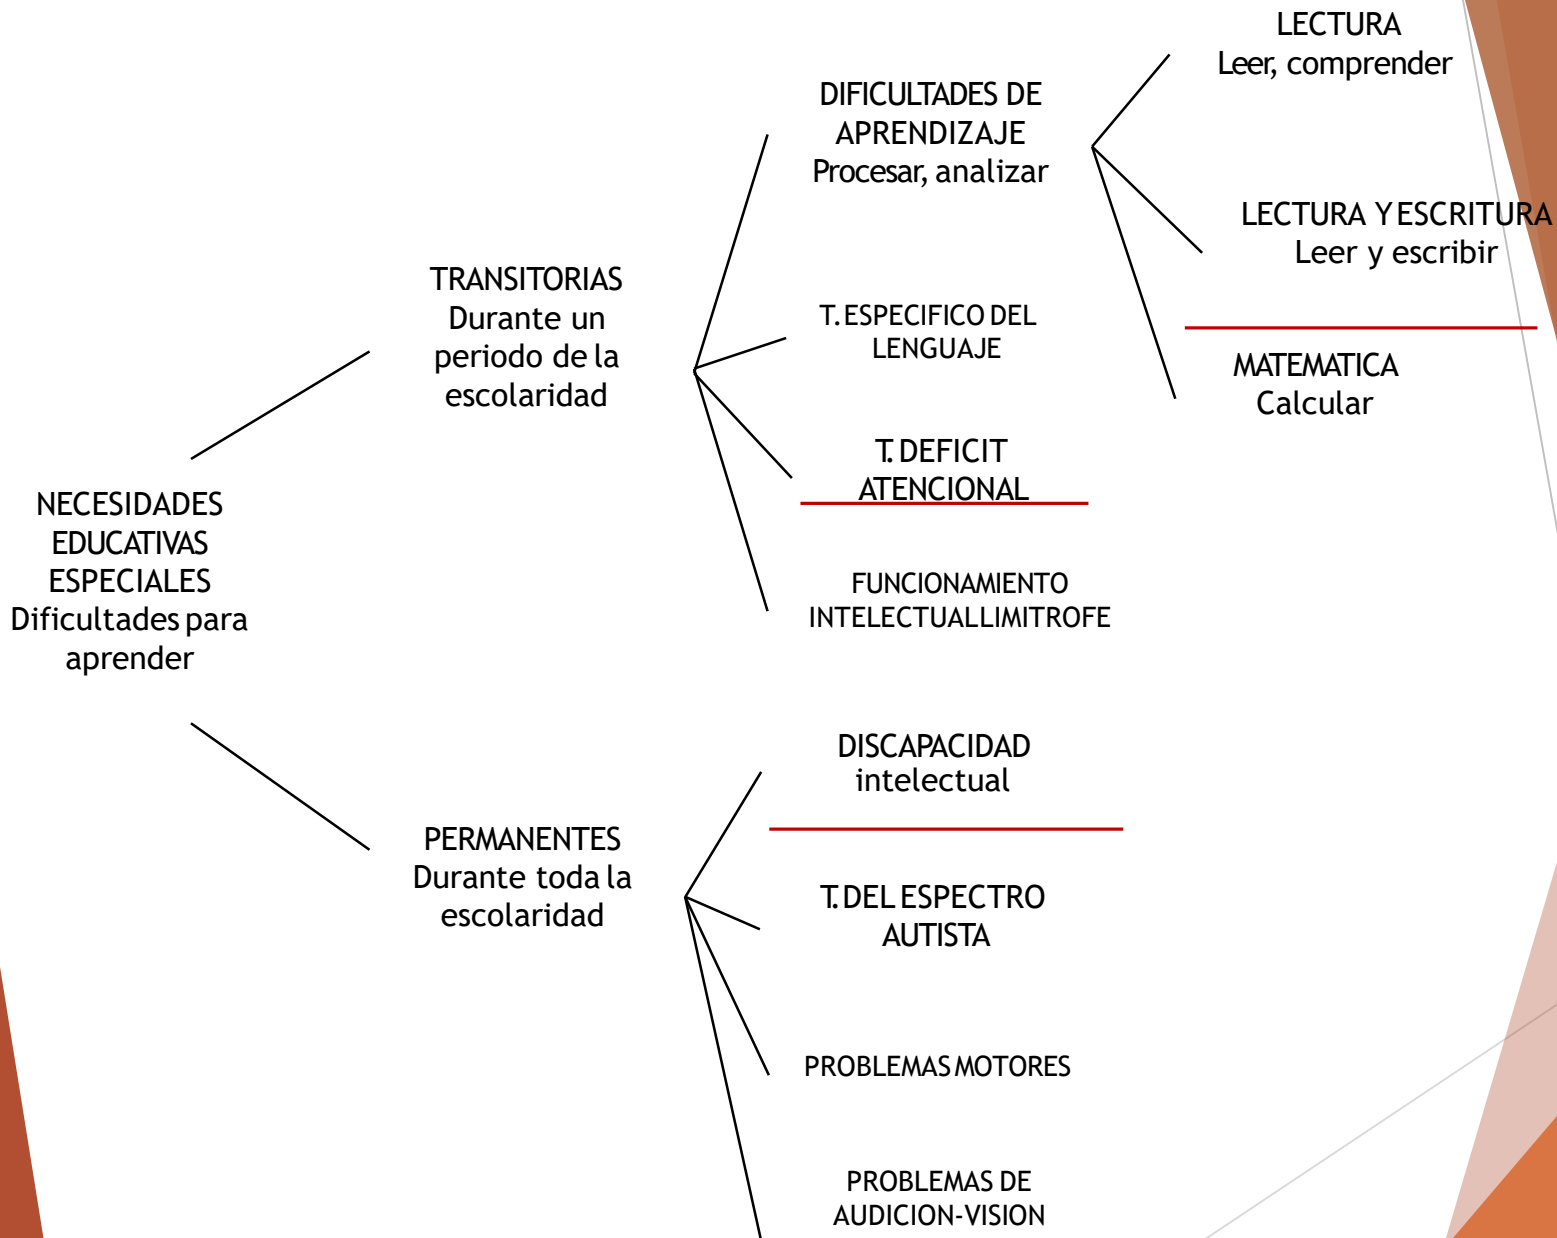 NECESIDADES
EDUCATIVAS
ESPECIALES
Dificultades para
aprender
TRANSITORIAS
Durante un
periodo de la
escolaridad
DIFICULTADES DE
APRENDIZAJE
Procesar, analizar
LECTURA
Leer, comprender
LECTURA Y ESCRITURA
Leer y escribir
MATEMATICA
Calcular
T. ESPECIFICO DEL
LENGUAJE
T. DEFICIT
ATENCIONAL
FUNCIONAMIENTO
INTELECTUALLIMITROFE
PERMANENTES
Durante toda la
escolaridad
DISCAPACIDAD
intelectual
T. DEL ESPECTRO
AUTISTA
PROBLEMAS MOTORES
PROBLEMAS DE
AUDICION-VISION